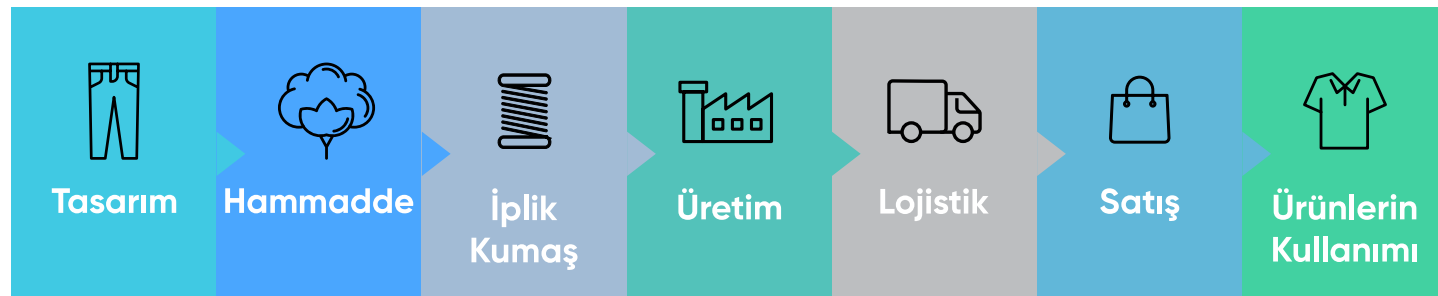 Tasarım
Hammadde
İplik
Kumaş
Üretim
Lojistik
Satış
Ürünlerin
Kullanımı